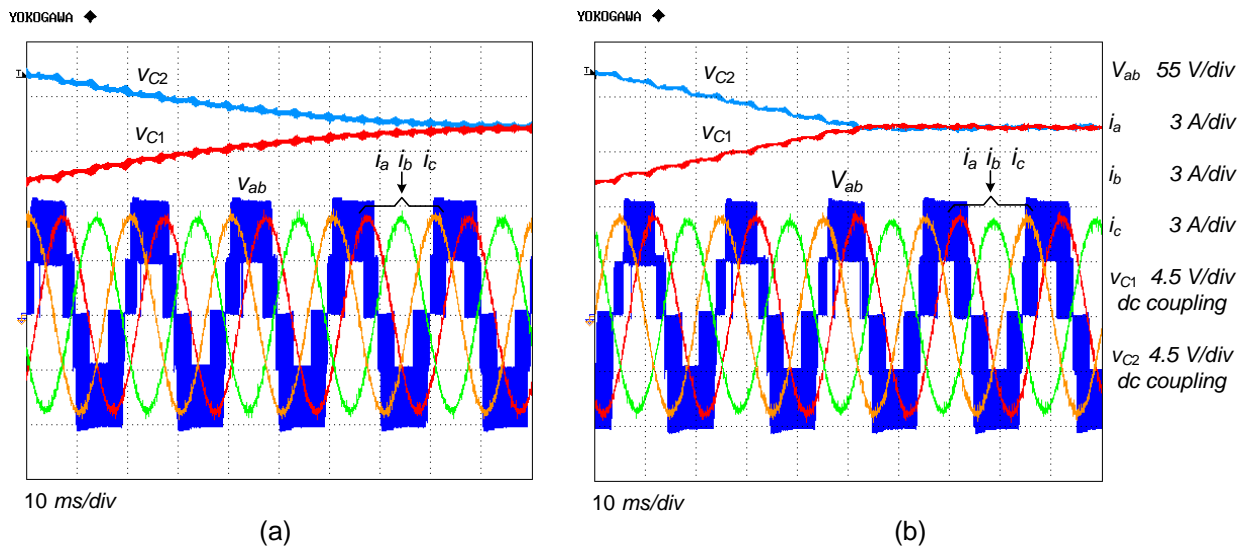 YOKOGAWA ◆
vC2
vC1
vab
ia ib ic
10 ms/div
(a)
YOKOGAWA ◆
vC2
vC1
Vab
ia ib ic
10 ms/div
(b)
Vab 55 V/div
ia 3 A/div
ib 3 A/div
ic 3 A/div
vC1 4.5 V/div
dc coupling
vC2 4.5 V/div
dc coupling